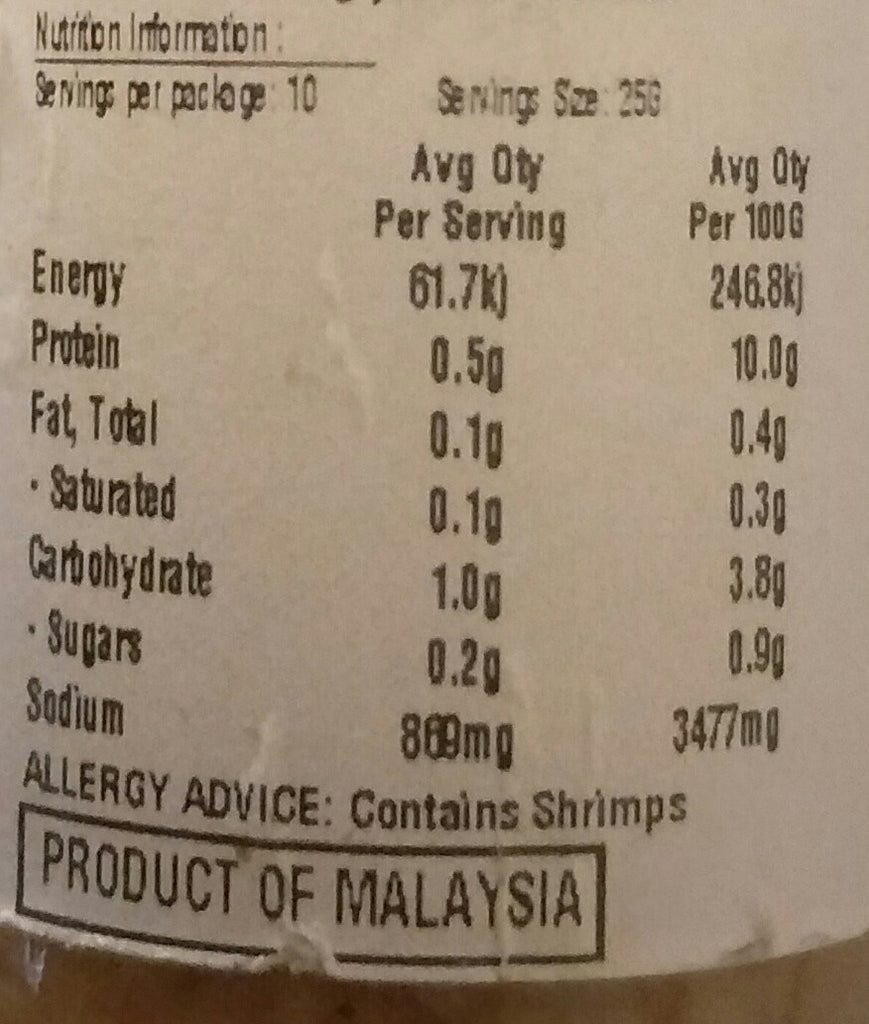 Nutrition Information :
Servings per package: 10 Servings Size: 25G
Avg Qty Avg Qty
Per Serving Per 100G
Energy 61.7kj 246.8kj
Protein 0.5g 10.0g
Fat, Total 0.1g 0.4g
· Saturated 0.1g 0.3g
Carbohydrate 1.0g 3.8g
· Sugars 0.2g 0.9g
Sodium 869mg 3477mg
ALLERGY ADVICE: Contains Shrimps
PRODUCT OF MALAYSIA